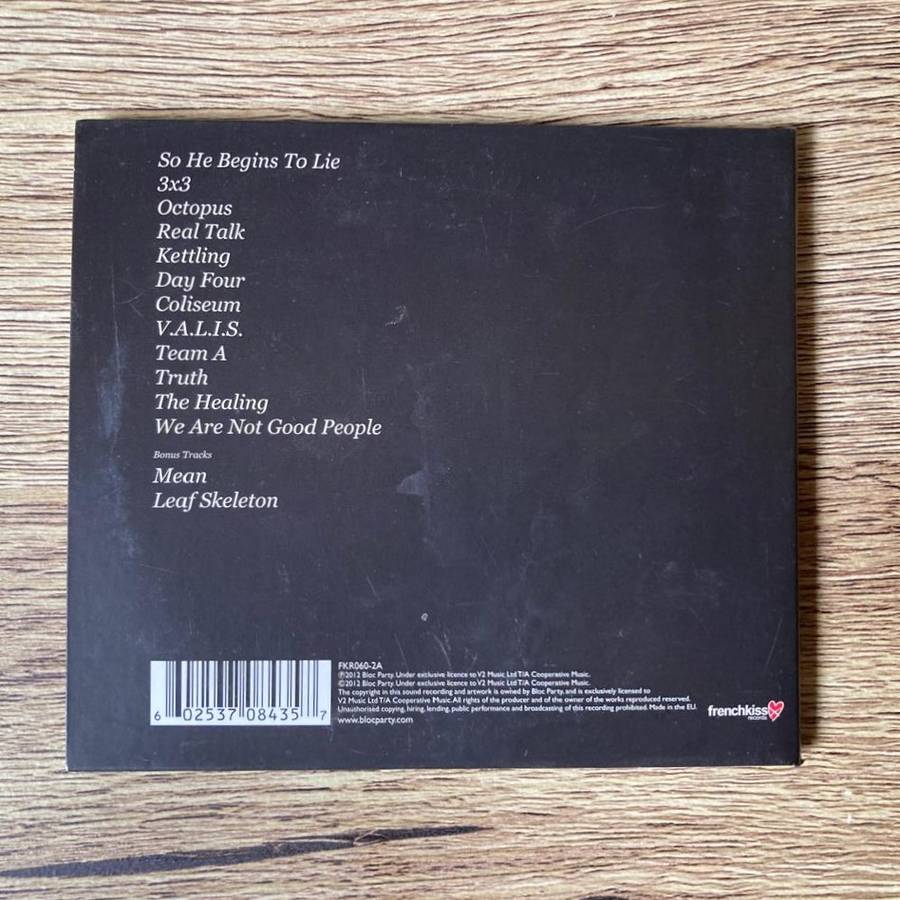 So He Begins To Lie
3x3
Octopus
Real Talk
Kettling
Day Four
Coliseum
V.A.L.I.S.
Team A
Truth
The Healing
We Are Not Good People
Bonus Tracks
Mean
Leaf Skeleton
6 02537 08435 7
FKR060-2A
℗2012 Bloc Party. Under exclusive licence to V2 Music Ltd T/A Cooperative Music.
©2012 Bloc Party. Under exclusive licence to V2 Music Ltd T/A Cooperative Music.
The copyright in this sound recording and artwork is owned by Bloc Party. and is exclusively licensed to
V2 Music Ltd T/A Cooperative Music. All rights of the producer and of the owner of the works reproduced reserved.
Unauthorised copying, hiring, lending, public performance and broadcasting of this recording prohibited. Made in the EU.
www.blocparty.com
frenchkiss
records